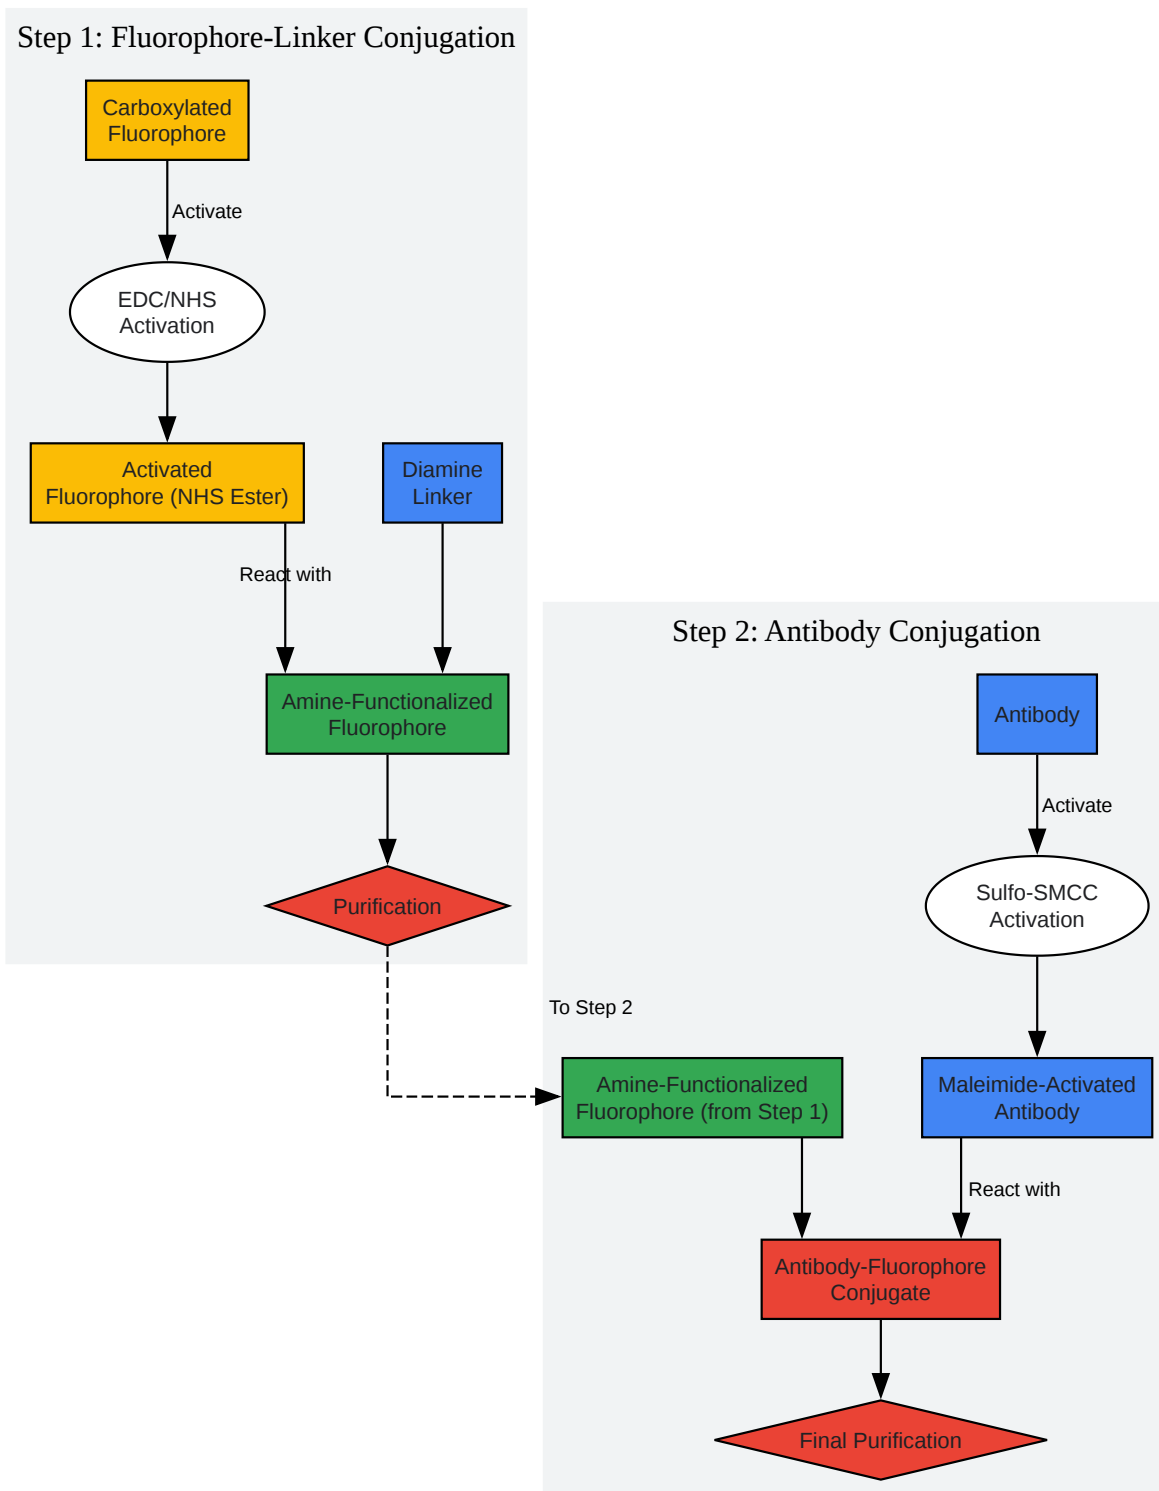 Step 1: Fluorophore-Linker Conjugation
Carboxylated
Fluorophore
Activate
EDC/NHS
Activation
Activated
Fluorophore (NHS Ester)
Diamine
Linker
React with
Amine-Functionalized
Fluorophore
Purification
To Step 2
Step 2: Antibody Conjugation
Antibody
Activate
Sulfo-SMCC
Activation
Amine-Functionalized
Fluorophore (from Step 1)
Maleimide-Activated
Antibody
React with
Antibody-Fluorophore
Conjugate
Final Purification